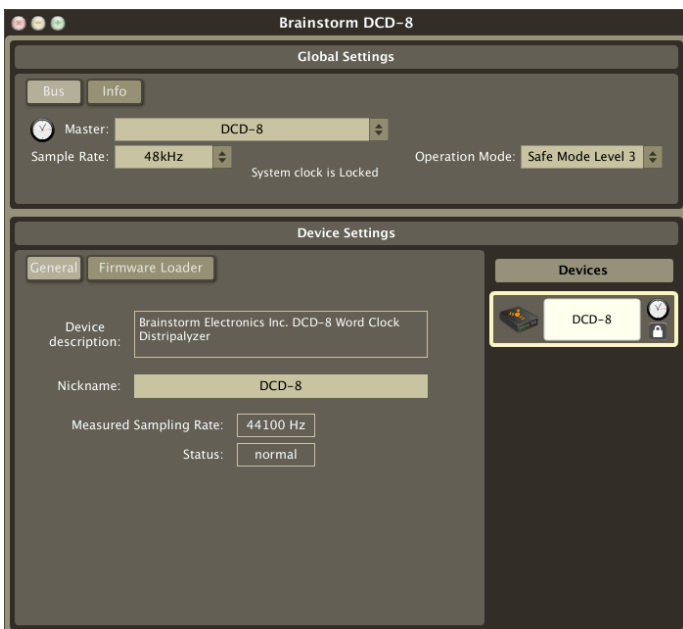 Brainstorm DCD-8
Global Settings
Bus Info
Master: DCD-8
Sample Rate: 48kHz
System clock is Locked
Operation Mode: Safe Mode Level 3
Device Settings
General Firmware Loader
Device
description:
Brainstorm Electronics Inc. DCD-8 Word Clock
Distripalyzer
Nickname: DCD-8
Measured Sampling Rate: 44100 Hz
Status: normal
Devices
DCD-8